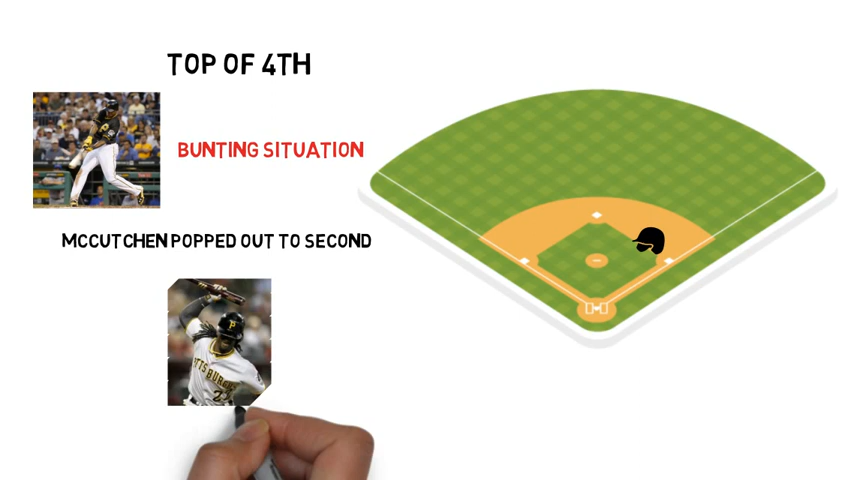 TOP OF 4TH
BUNTING SITUATION
MCCUTCHEN POPPED OUT TO SECOND
P